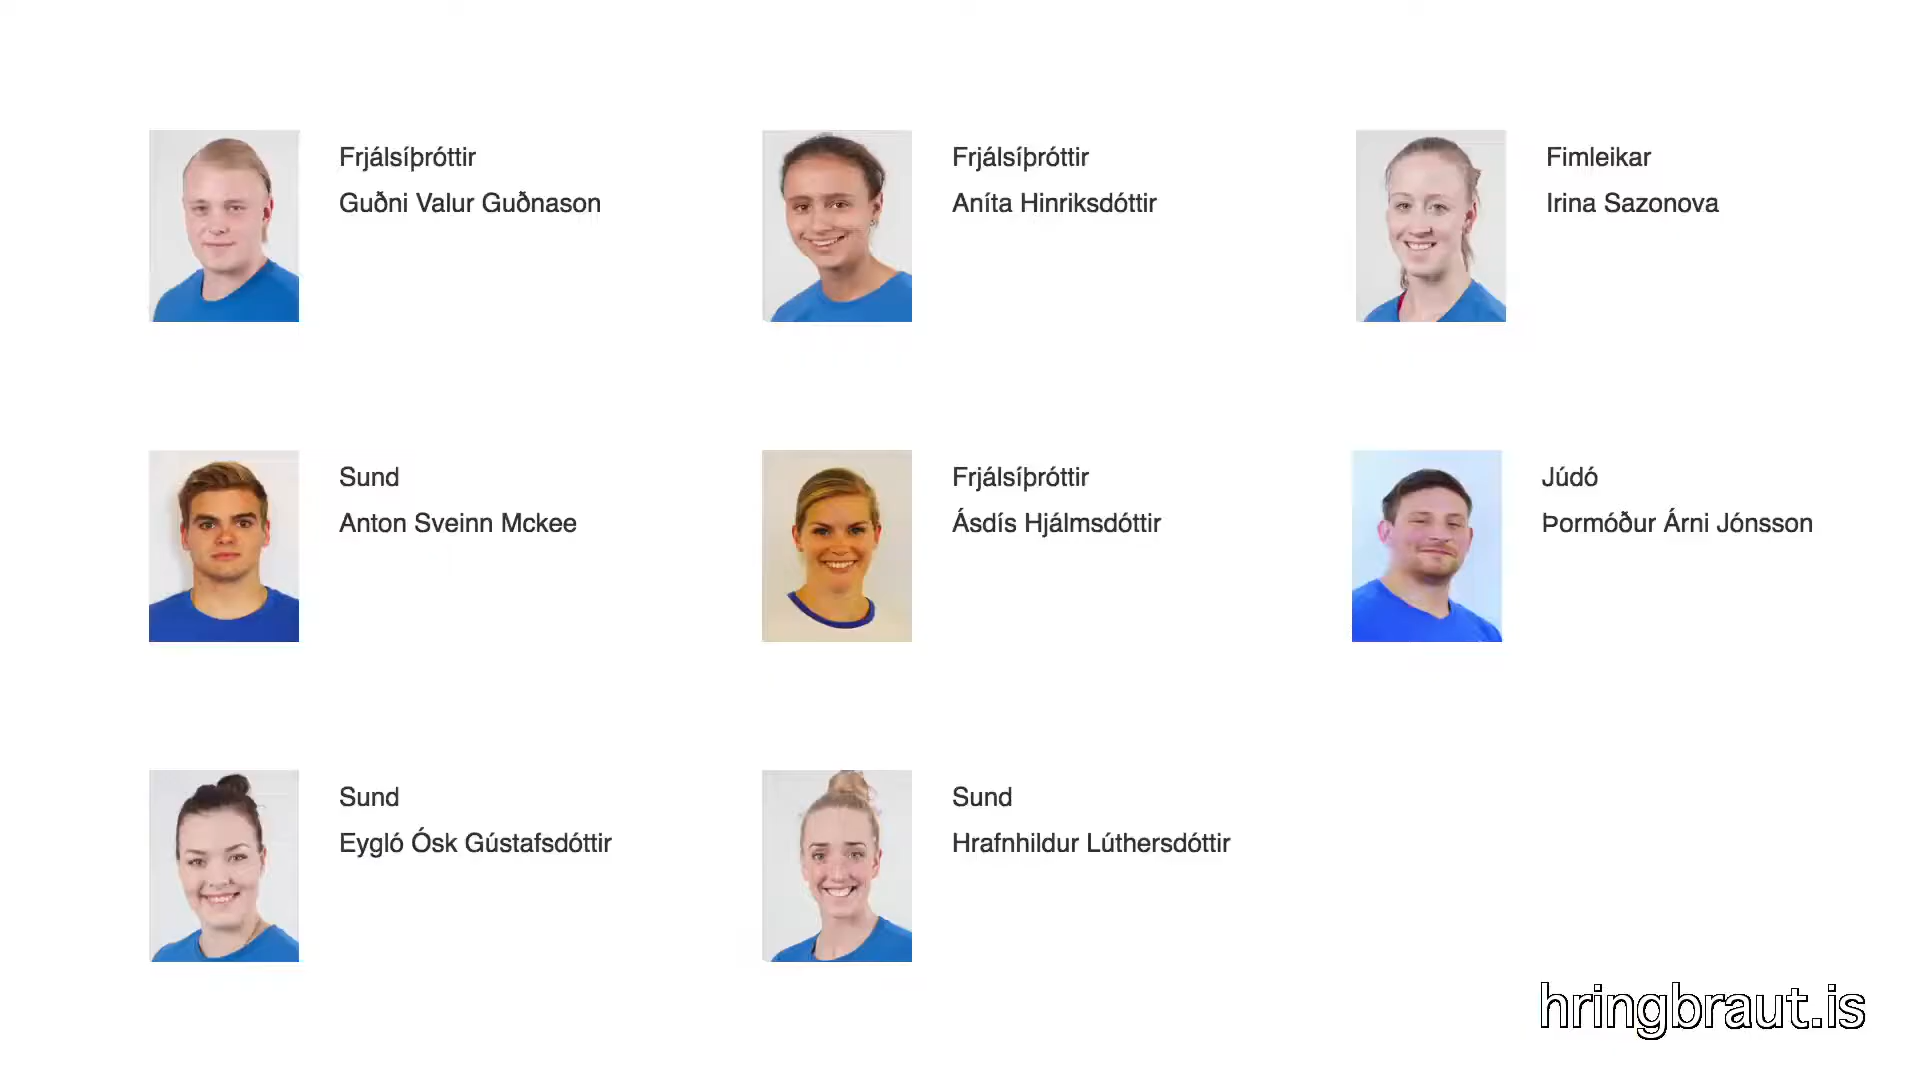 Frjálsíþróttir
Guðni Valur Guðnason
Frjálsíþróttir
Aníta Hinriksdóttir
Fimleikar
Irina Sazonova
Sund
Anton Sveinn Mckee
Frjálsíþróttir
Ásdís Hjálmsdóttir
Júdó
Þormóður Árni Jónsson
Sund
Eygló Ósk Gústafsdóttir
Sund
Hrafnhildur Lúthersdóttir
hringbraut.is